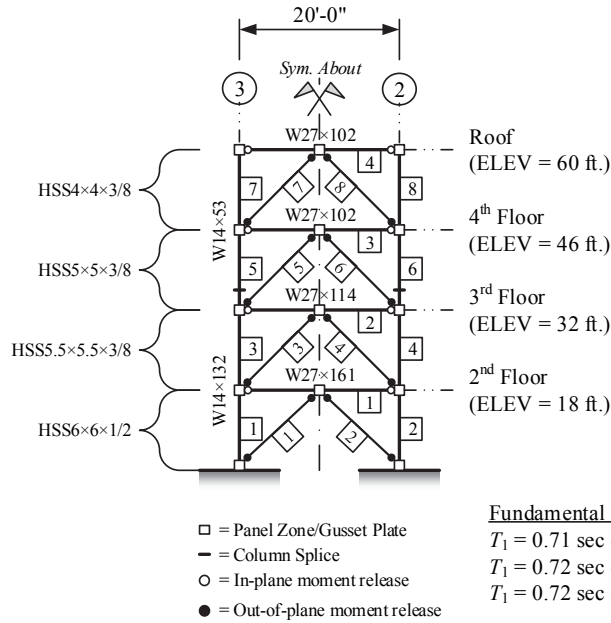 20'-0"
3
Sym. About
2
W27×102
Roof
(ELEV = 60 ft.)
4
HSS4×4×3/8
7
7
8
8
W14×53
W27×102
4th Floor
(ELEV = 46 ft.)
3
HSS5×5×3/8
5
5
6
6
W27×114
3rd Floor
(ELEV = 32 ft.)
2
HSS5.5×5.5×3/8
3
3
4
4
W14×132
W27×161
2nd Floor
(ELEV = 18 ft.)
1
HSS6×6×1/2
1
1
2
2
= Panel Zone/Gusset Plate
= Column Splice
= In-plane moment release
= Out-of-plane moment release
Fundamental
T1 = 0.71 sec
T1 = 0.72 sec
T1 = 0.72 sec